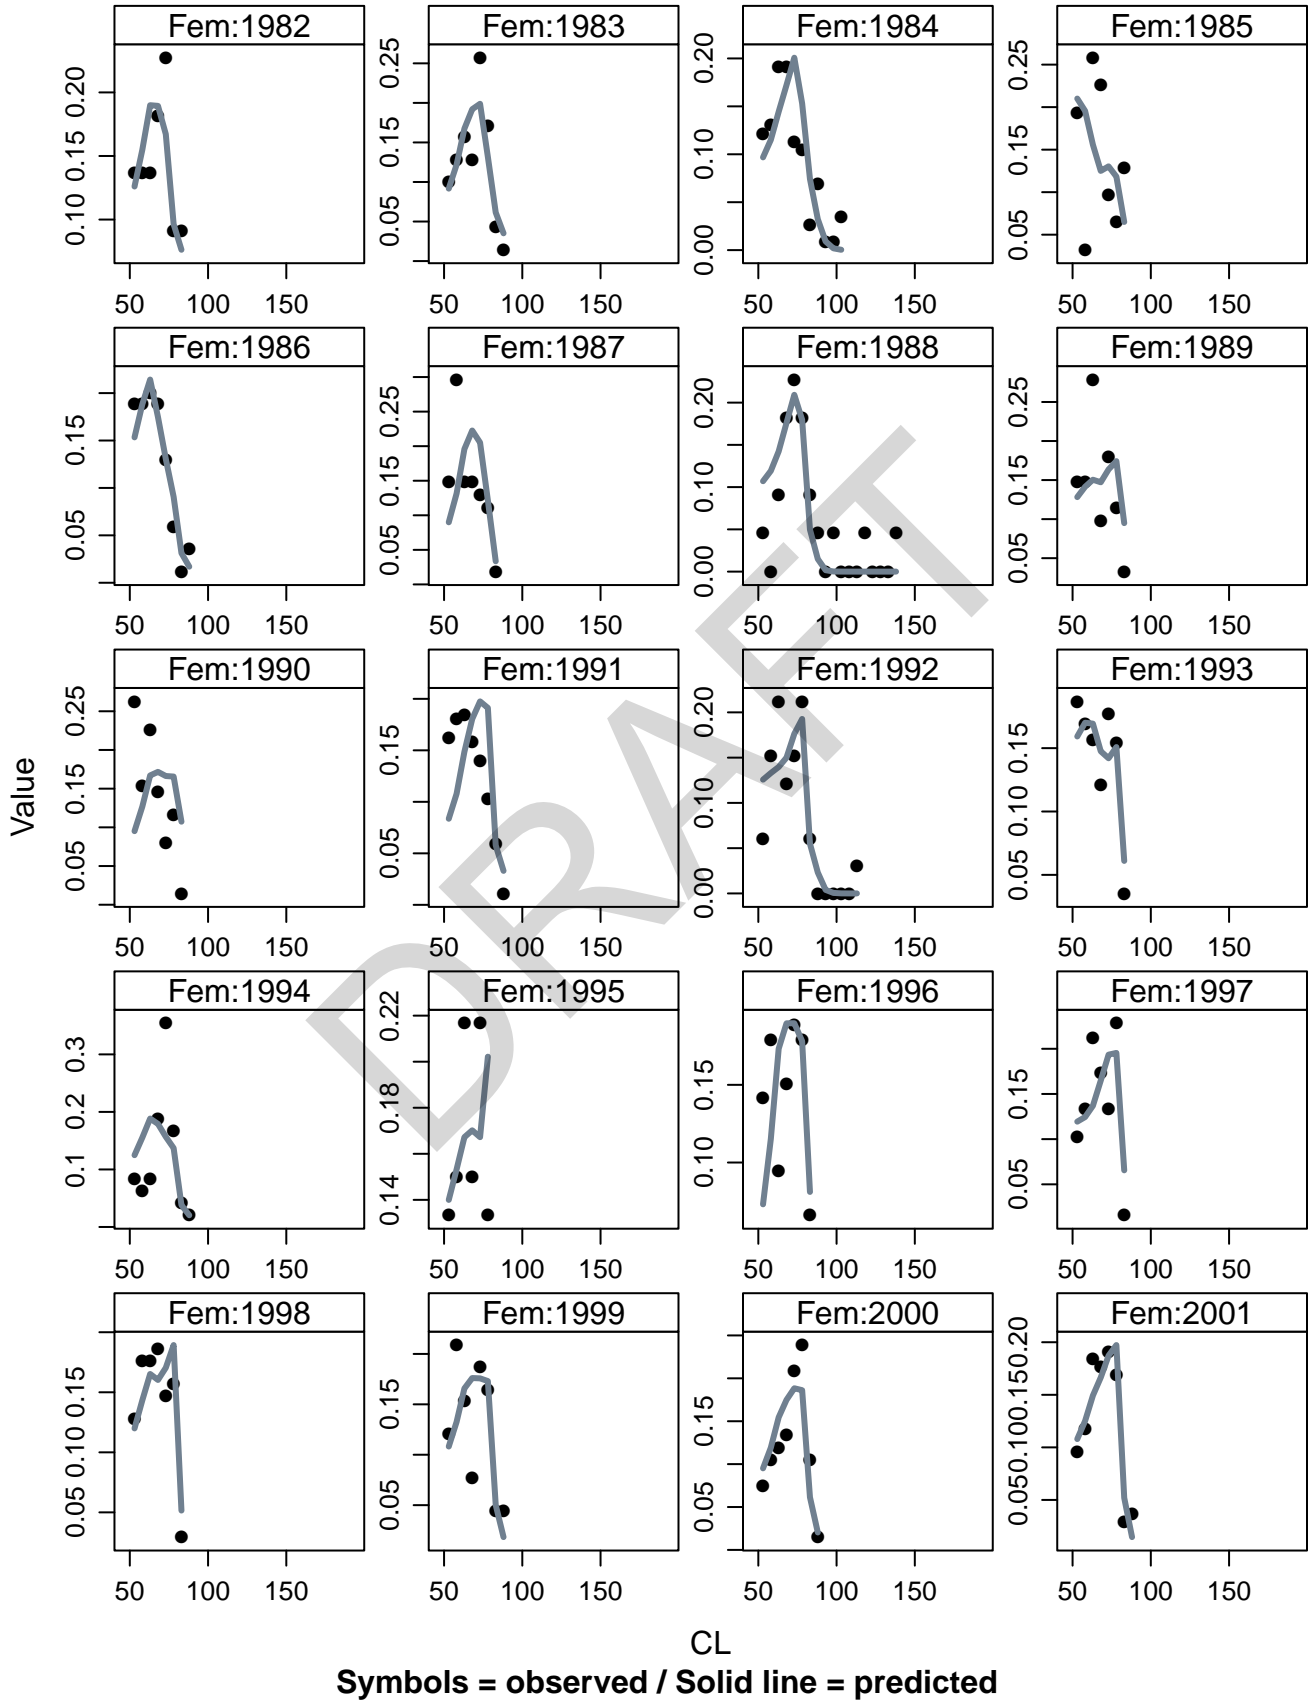 Fem:1982 Fem:1983 Fem:1984 Fem:1985
0.10 0.15 0.20
0.05 0.15 0.25
0.00 0.10 0.20
0.05 0.15 0.25
50 100 150 50 100 150 50 100 150 50 100 150
Fem:1986 Fem:1987 Fem:1988 Fem:1989
0.05 0.15
0.05 0.15 0.25
0.00 0.10 0.20
0.05 0.15 0.25
50 100 150 50 100 150 50 100 150 50 100 150
Fem:1990 Fem:1991 Fem:1992 Fem:1993
0.05 0.15 0.25
0.05 0.15
0.00 0.10 0.20
0.05 0.10 0.15
50 100 150 50 100 150 50 100 150 50 100 150
Value
Fem:1994 Fem:1995 Fem:1996 Fem:1997
0.1 0.2 0.3
0.14 0.18 0.22
0.10 0.15
0.05 0.15
50 100 150 50 100 150 50 100 150 50 100 150
Fem:1998 Fem:1999 Fem:2000 Fem:2001
0.05 0.10 0.15
0.05 0.15
0.05 0.15
0.05 0.10 0.15 0.20
50 100 150 50 100 150 50 100 150 50 100 150
DRAFT
CL
Symbols = observed / Solid line = predicted